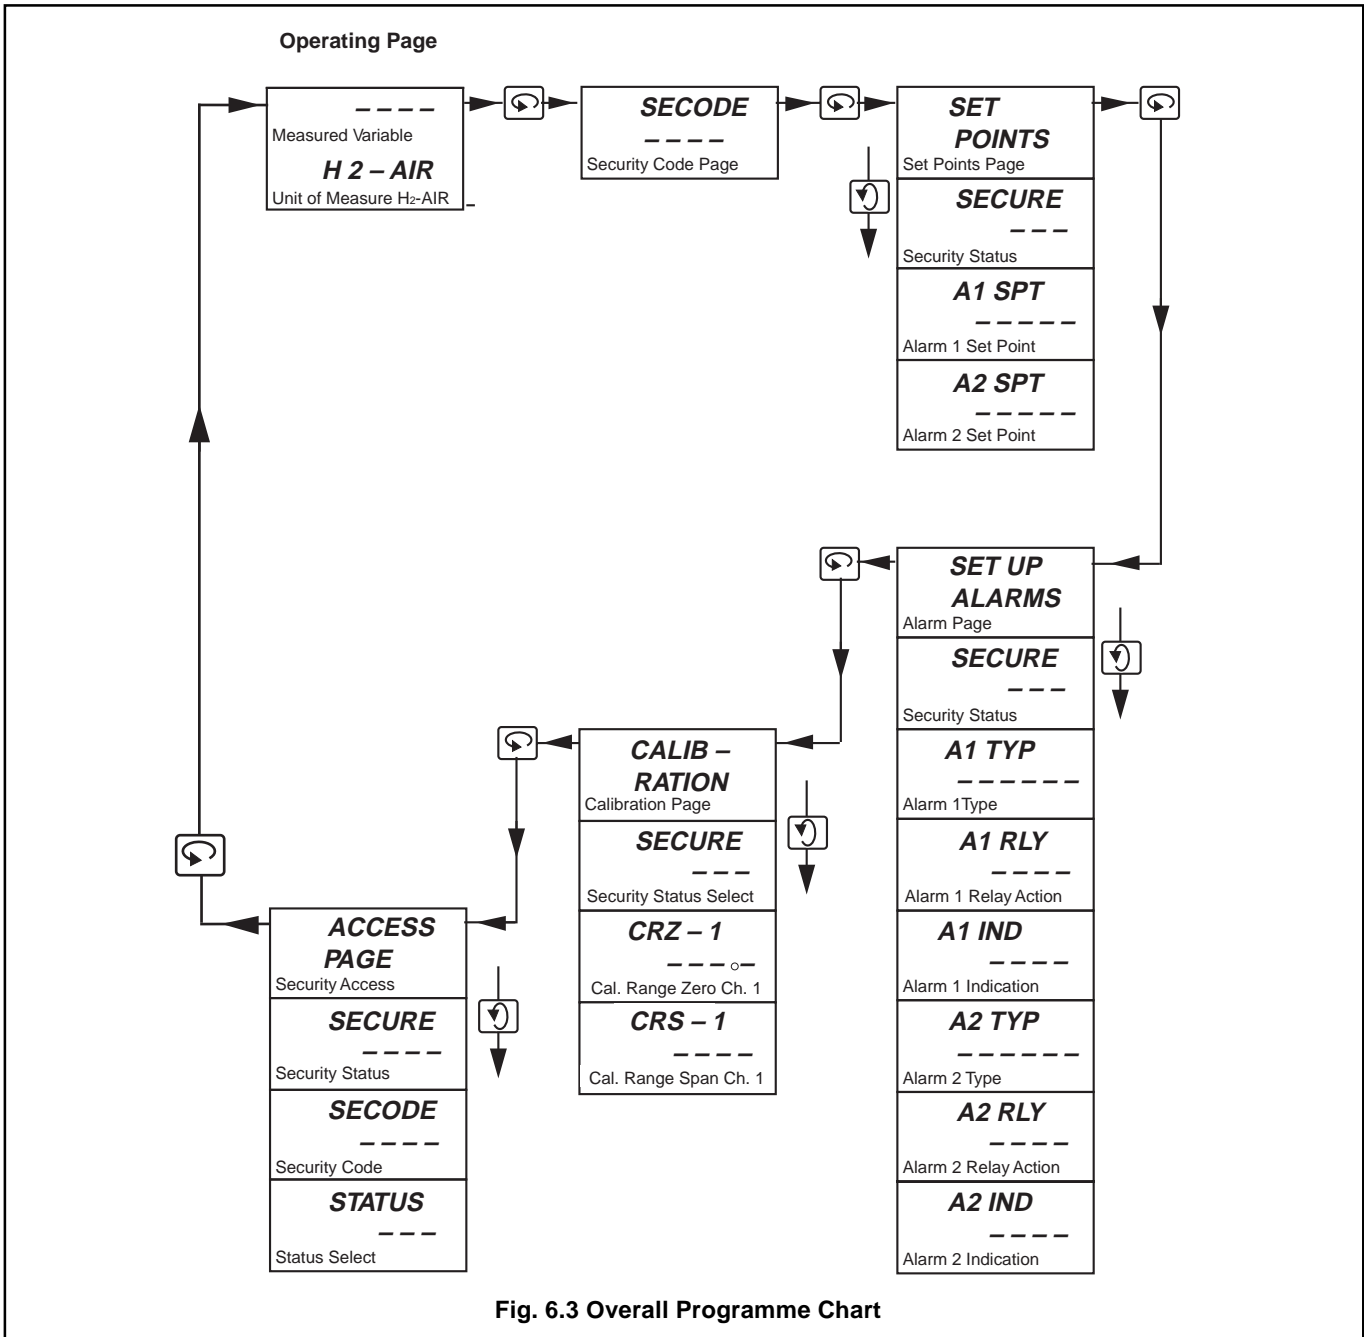 Operating Page
– – – –
Measured Variable
H 2 – AIR
Unit of Measure H2-AIR
SECODE
– – – –
Security Code Page
SET
POINTS
Set Points Page
SECURE
– – –
Security Status
A1 SPT
– – – – –
Alarm 1 Set Point
A2 SPT
– – – – –
Alarm 2 Set Point
SET UP
ALARMS
Alarm Page
SECURE
– – –
Security Status
A1 TYP
– – – – – –
Alarm 1Type
A1 RLY
– – – –
Alarm 1 Relay Action
A1 IND
– – – –
Alarm 1 Indication
A2 TYP
– – – – – –
Alarm 2 Type
A2 RLY
– – – –
Alarm 2 Relay Action
A2 IND
– – – –
Alarm 2 Indication
CALIB –
RATION
Calibration Page
SECURE
– – –
Security Status Select
CRZ – 1
– – – ○ –
Cal. Range Zero Ch. 1
CRS – 1
– – – –
Cal. Range Span Ch. 1
ACCESS
PAGE
Security Access
SECURE
– – – –
Security Status
SECODE
– – – –
Security Code
STATUS
– – –
Status Select
Fig. 6.3 Overall Programme Chart